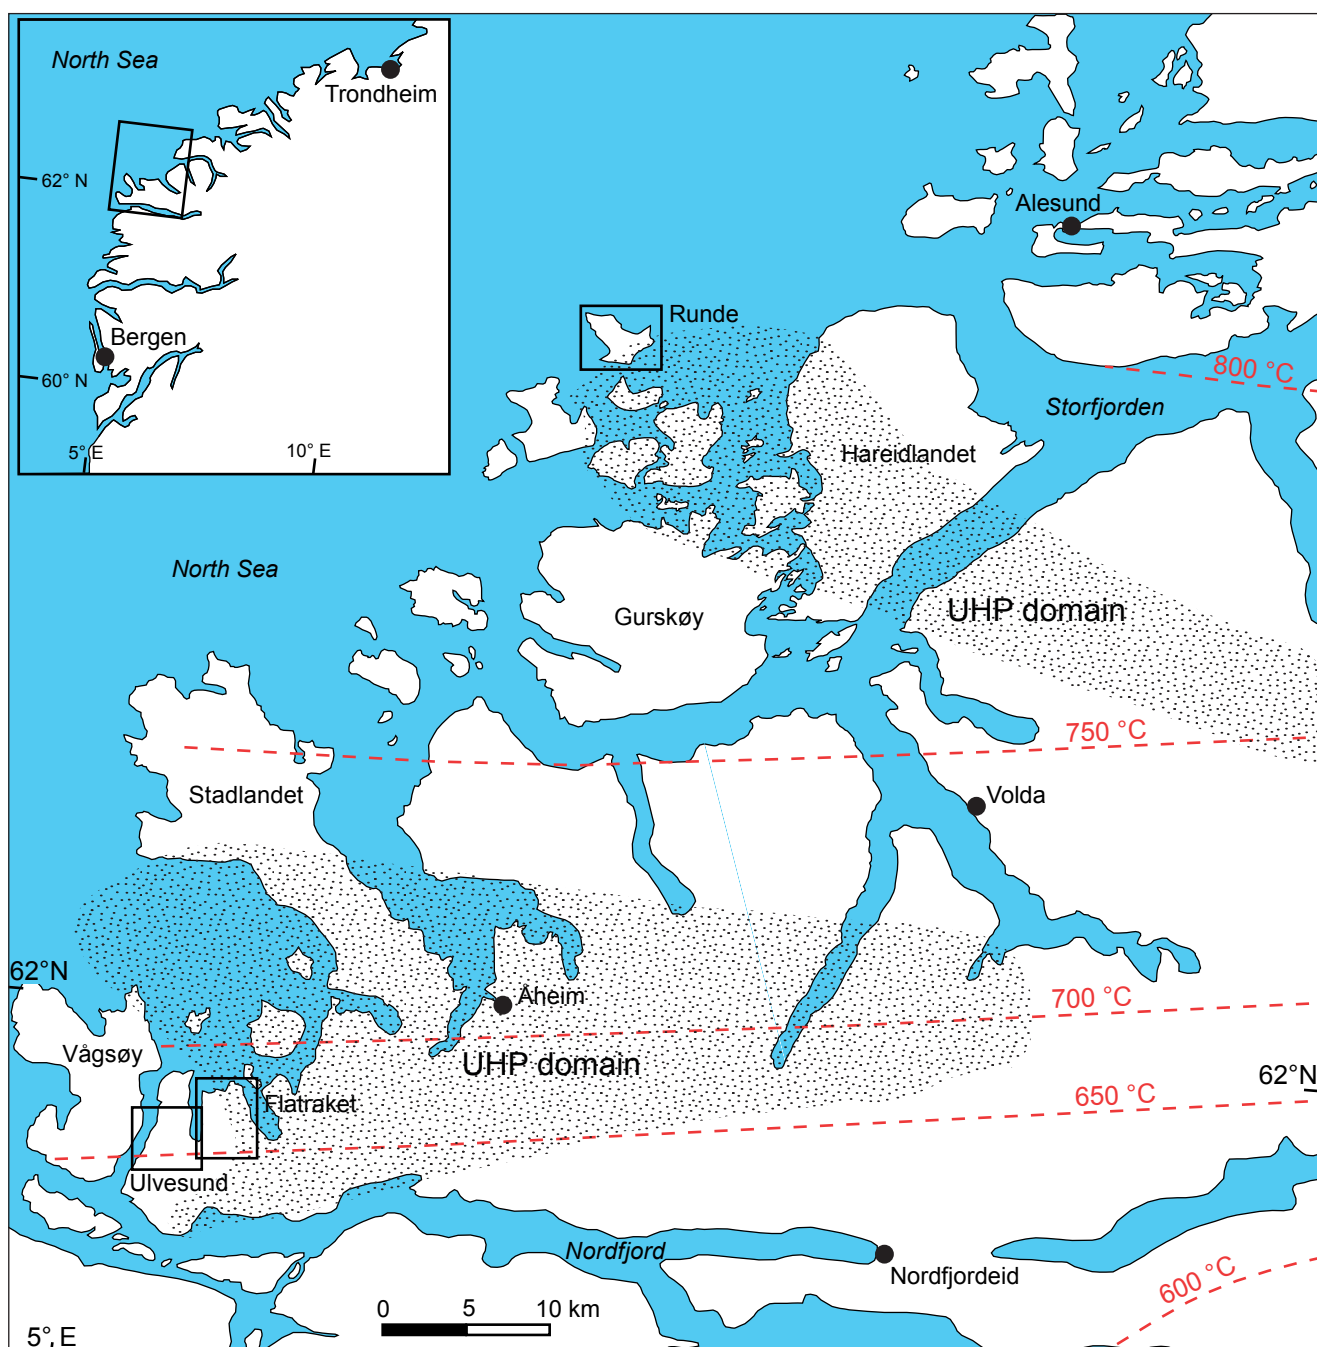 North Sea
Trondheim
62° N
Bergen
60° N
5° E
10° E
Alesund
Runde
800 °C
Storfjorden
Hareidlandet
North Sea
UHP domain
Gurskøy
750 °C
Stadlandet
Volda
62°N
Åheim
700 °C
Vågsøy
UHP domain
62°N
Flatraket
650 °C
Ulvesund
Nordfjord
Nordfjordeid
600 °C
0 5 10 km
5° E